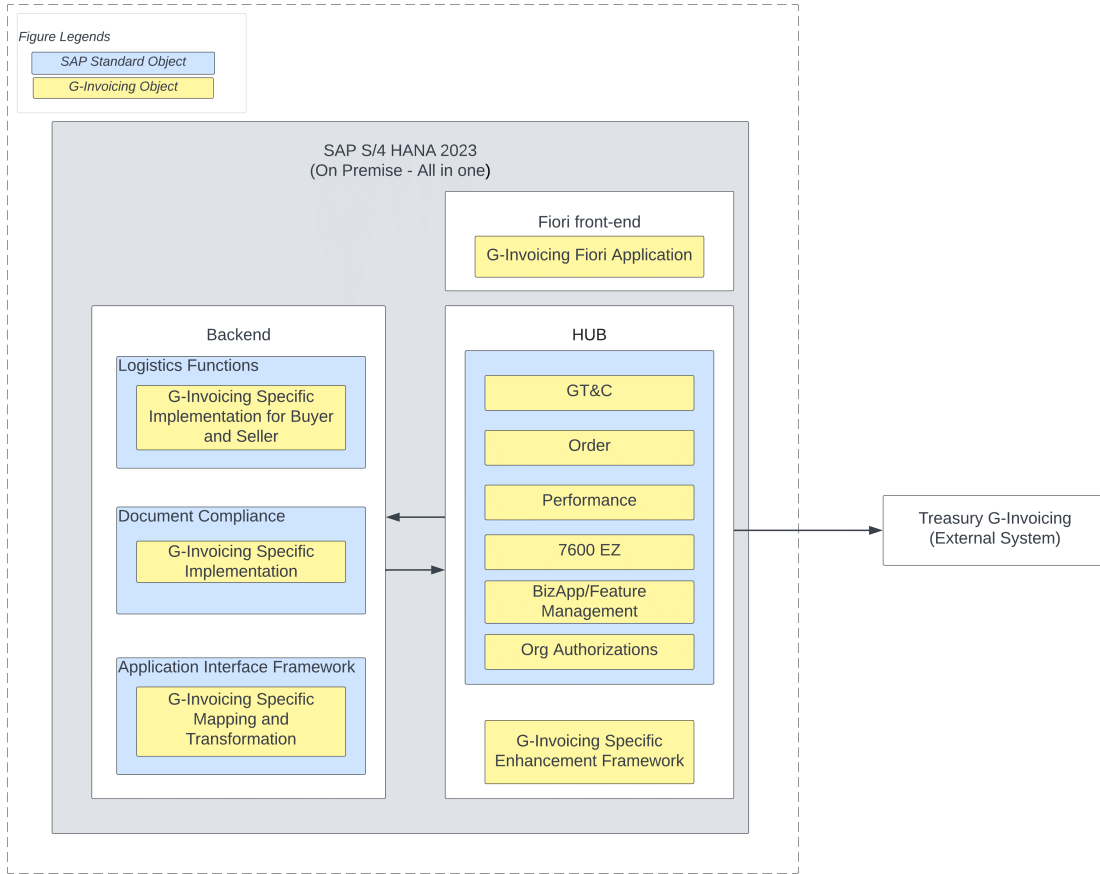 Figure Legends
SAP Standard Object
G-Invoicing Object
SAP S/4 HANA 2023
(On Premise - All in one)
Fiori front-end
G-Invoicing Fiori Application
Backend
Logistics Functions
G-Invoicing Specific
Implementation for Buyer
and Seller
Document Compliance
G-Invoicing Specific
Implementation
Application Interface Framework
G-Invoicing Specific
Mapping and
Transformation
HUB
GT&C
Order
Performance
7600 EZ
BizApp/Feature
Management
Org Authorizations
G-Invoicing Specific
Enhancement Framework
Treasury G-Invoicing
(External System)